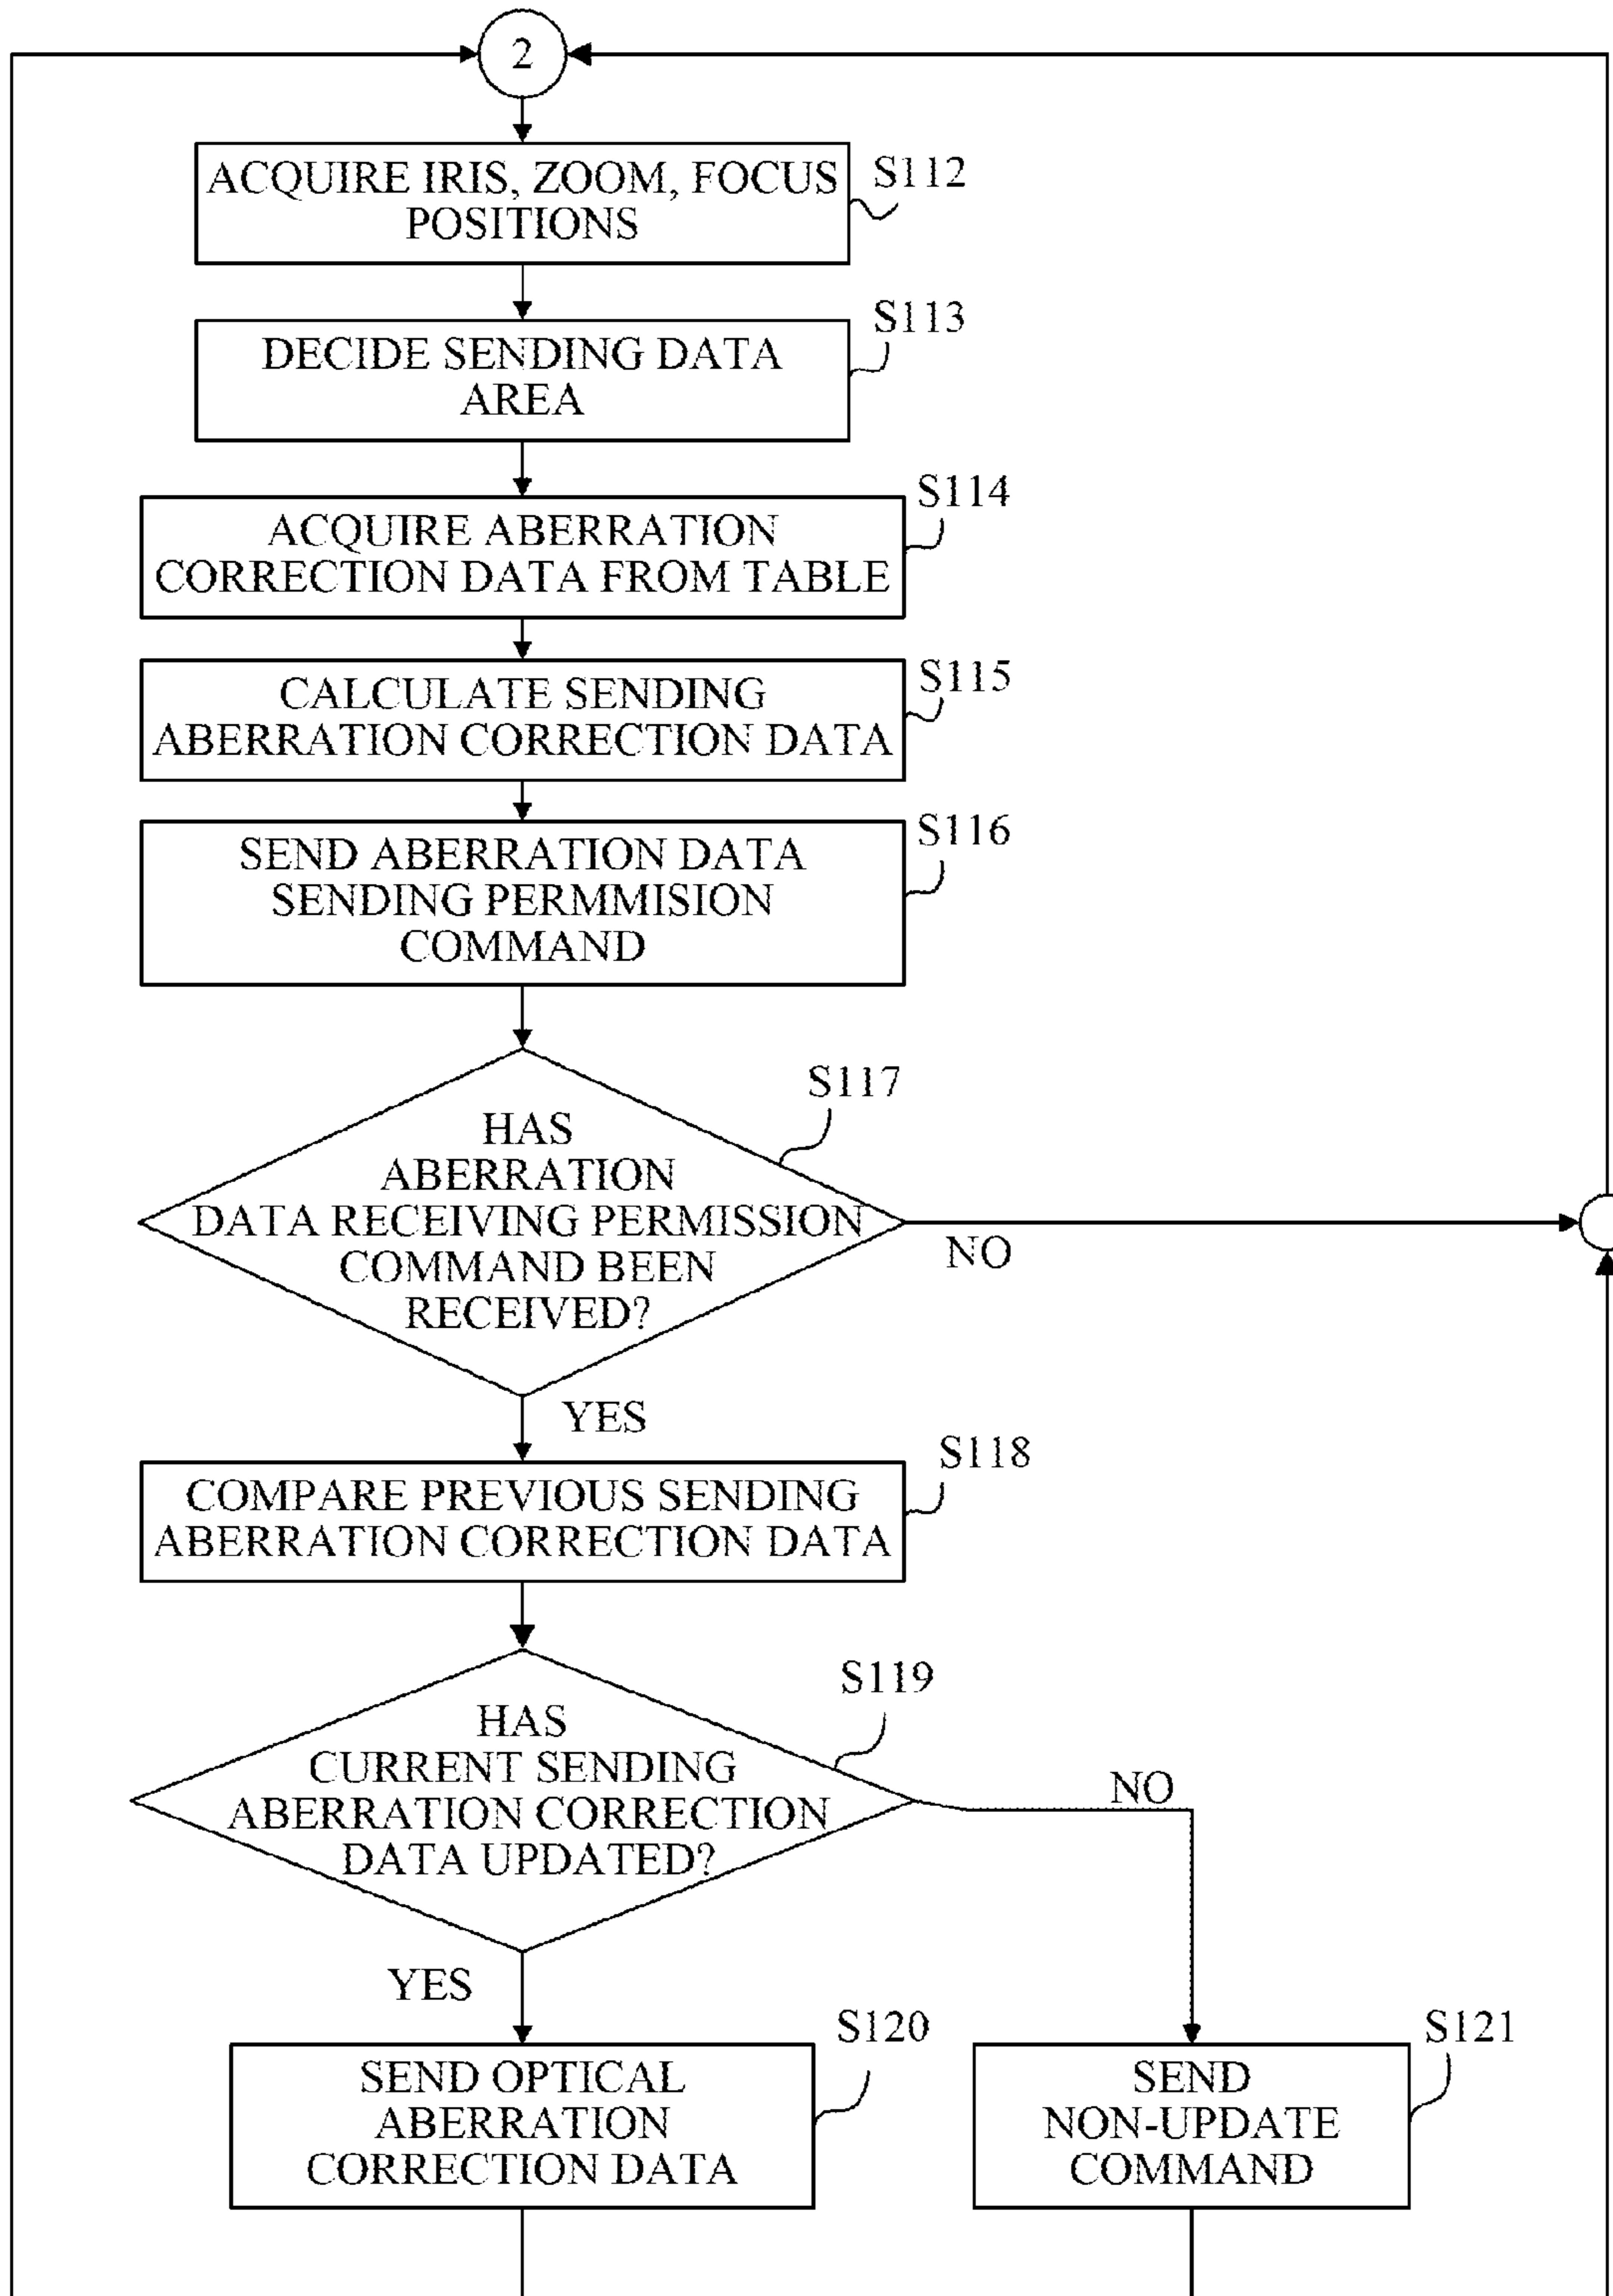 2
ACQUIRE IRIS, ZOOM, FOCUS
POSITIONS
S112
DECIDE SENDING DATA
AREA
S113
ACQUIRE ABERRATION
CORRECTION DATA FROM TABLE
S114
CALCULATE SENDING
ABERRATION CORRECTION DATA
S115
SEND ABERRATION DATA
SENDING PERMMISION
COMMAND
S116
HAS
ABERRATION
DATA RECEIVING PERMISSION
COMMAND BEEN
RECEIVED?
S117
NO
YES
COMPARE PREVIOUS SENDING
ABERRATION CORRECTION DATA
S118
HAS
CURRENT SENDING
ABERRATION CORRECTION
DATA UPDATED?
S119
NO
YES
SEND OPTICAL
ABERRATION
CORRECTION DATA
S120
SEND
NON-UPDATE
COMMAND
S121